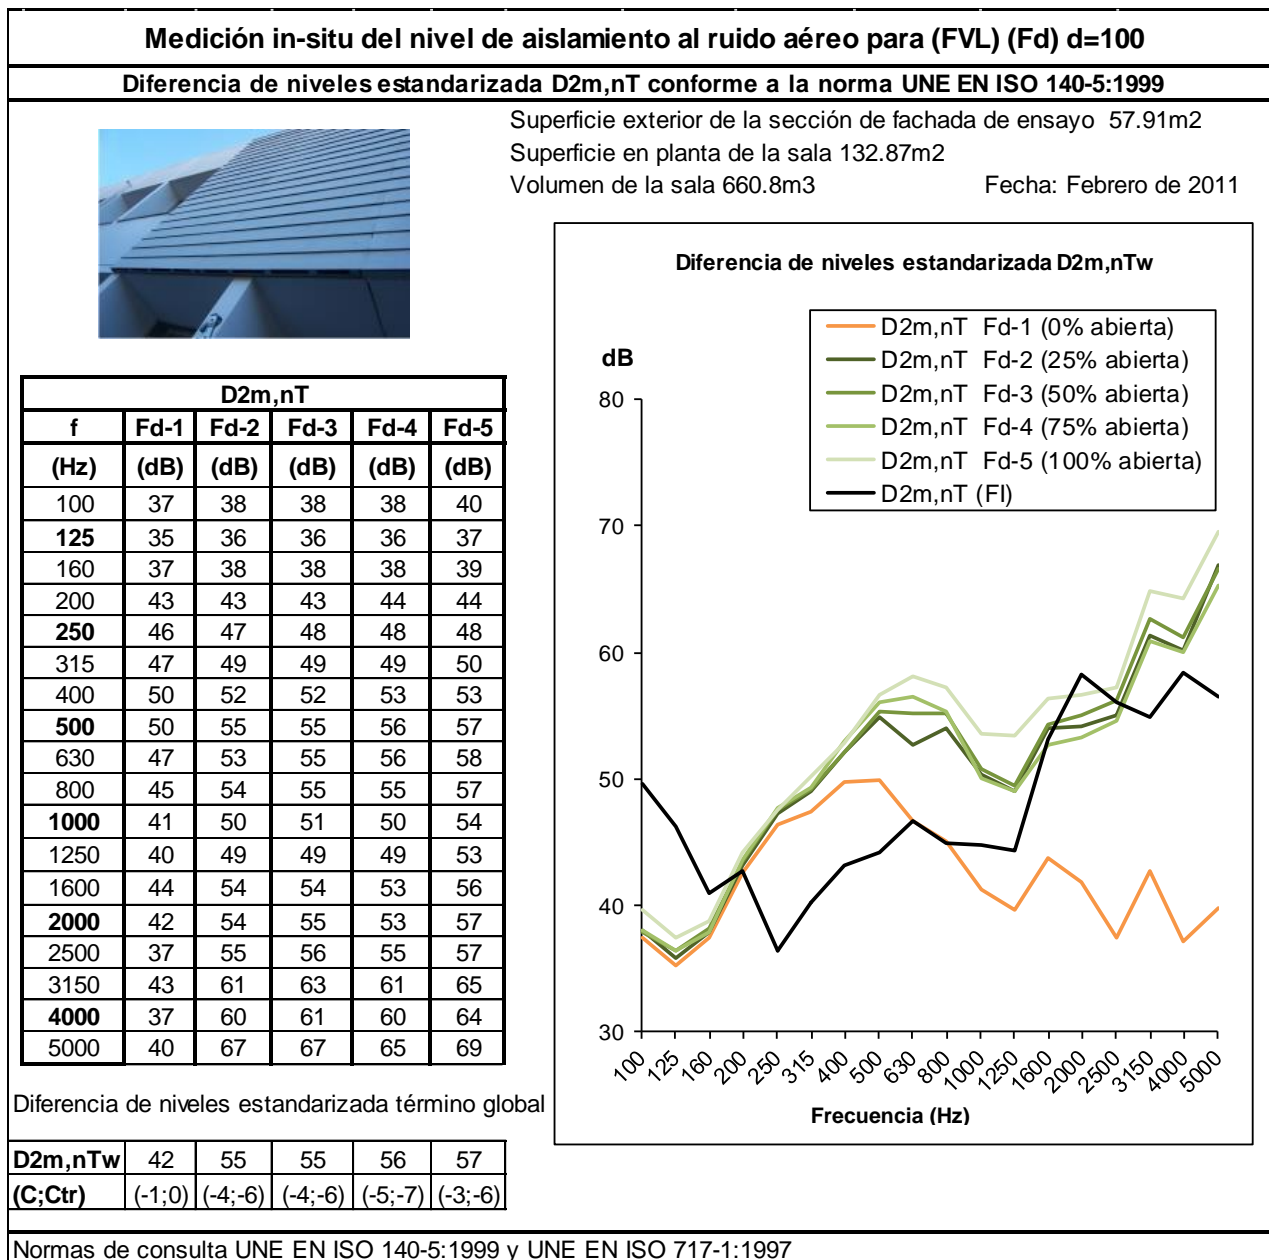 Medición in-situ del nivel de aislamiento al ruido aéreo para (FVL) (Fd) d=100
Diferencia de niveles estandarizada D2m,nT conforme a la norma UNE EN ISO 140-5:1999
Superficie exterior de la sección de fachada de ensayo 57.91m2
Superficie en planta de la sala 132.87m2
Volumen de la sala 660.8m3 Fecha: Febrero de 2011
D2m,nT
f Fd-1 Fd-2 Fd-3 Fd-4 Fd-5
(Hz) (dB) (dB) (dB) (dB) (dB)
100 37 38 38 38 40
125 35 36 36 36 37
160 37 38 38 38 39
200 43 43 43 44 44
250 46 47 48 48 48
315 47 49 49 49 50
400 50 52 52 53 53
500 50 55 55 56 57
630 47 53 55 56 58
800 45 54 55 55 57
1000 41 50 51 50 54
1250 40 49 49 49 53
1600 44 54 54 53 56
2000 42 54 55 53 57
2500 37 55 56 55 57
3150 43 61 63 61 65
4000 37 60 61 60 64
5000 40 67 67 65 69
Diferencia de niveles estandarizada término global
D2m,nTw 42 55 55 56 57
(C;Ctr) (-1;0) (-4;-6) (-4;-6) (-5;-7) (-3;-6)
Diferencia de niveles estandarizada D2m,nTw
D2m,nT Fd-1 (0% abierta)
D2m,nT Fd-2 (25% abierta)
D2m,nT Fd-3 (50% abierta)
D2m,nT Fd-4 (75% abierta)
D2m,nT Fd-5 (100% abierta)
D2m,nT (FI)
dB
80
70
60
50
40
30
100 125 160 200 250 315 400 500 630 800 1000 1250 1600 2000 2500 3150 4000 5000
Frecuencia (Hz)
Normas de consulta UNE EN ISO 140-5:1999 y UNE EN ISO 717-1:1997